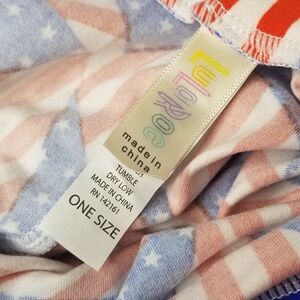 LuLaRoe
made in
china
TUMBLE
DRY LOW
MADE IN CHINA
RN 142161
ONE SIZE